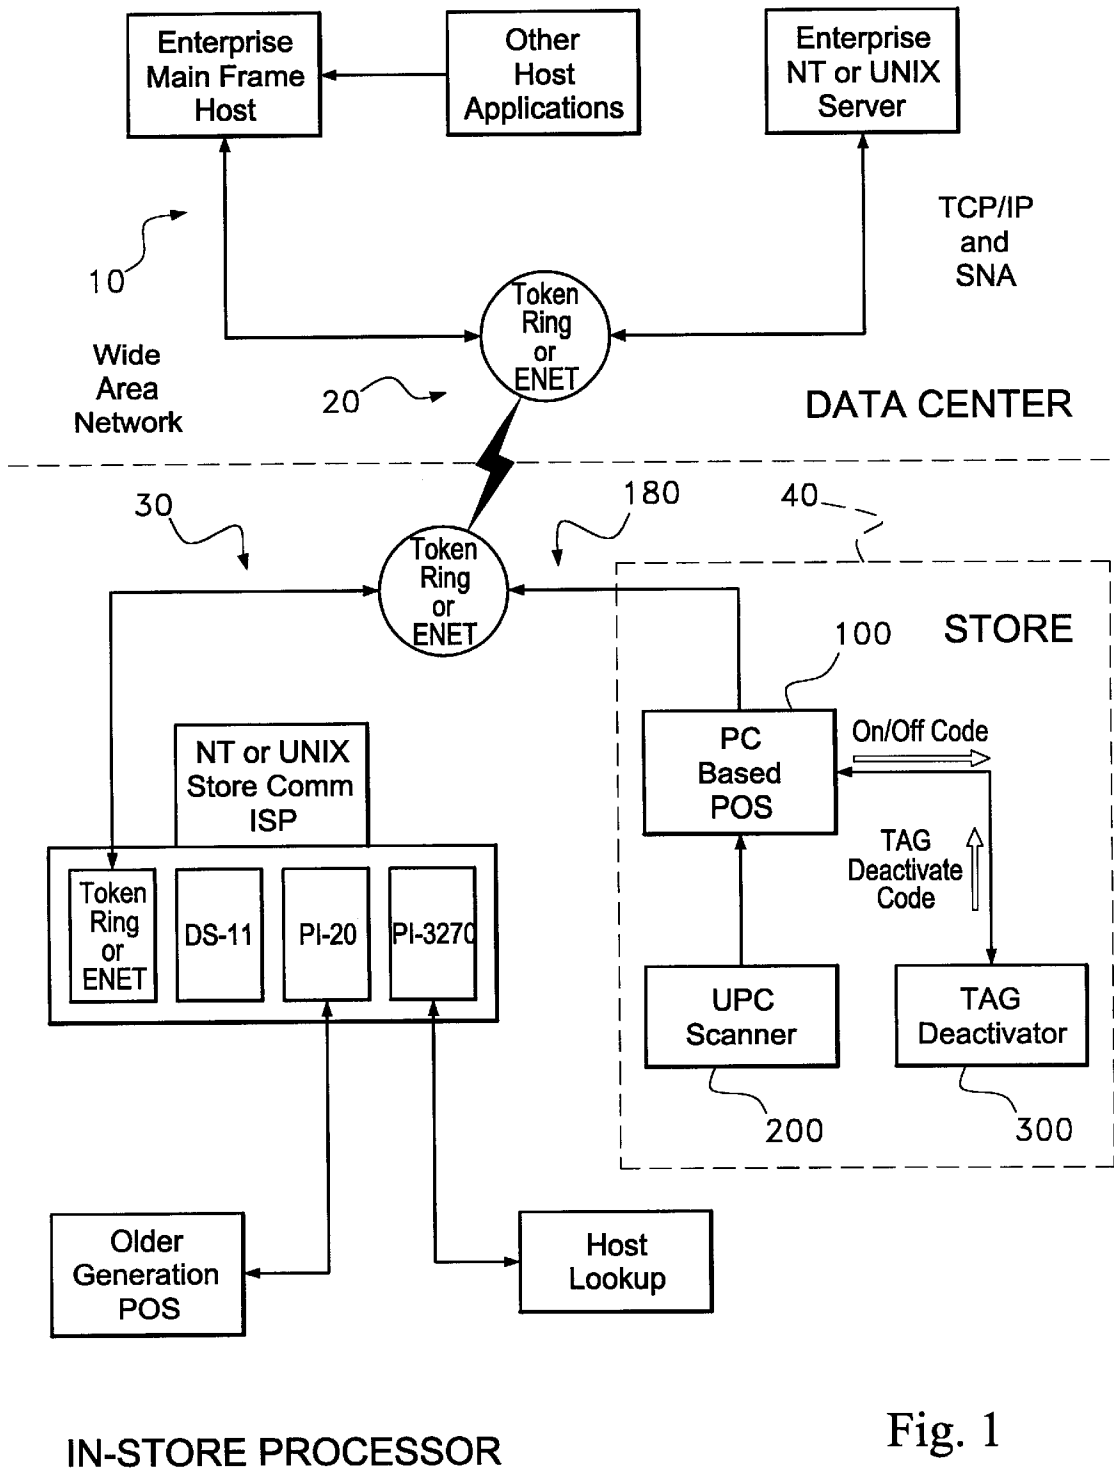 Enterprise
Main Frame
Host
Other
Host
Applications
Enterprise
NT or UNIX
Server
10
TCP/IP
and
SNA
Wide
Area
Network
20
Token
Ring
or
ENET
DATA CENTER
30
180
40
Token
Ring
or
ENET
STORE
100
PC
Based
POS
On/Off Code
TAG
Deactivate
Code
NT or UNIX
Store Comm
ISP
Token
Ring
or
ENET
DS-11
PI-20
PI-3270
UPC
Scanner
TAG
Deactivator
200
300
Older
Generation
POS
Host
Lookup
IN-STORE PROCESSOR
Fig. 1